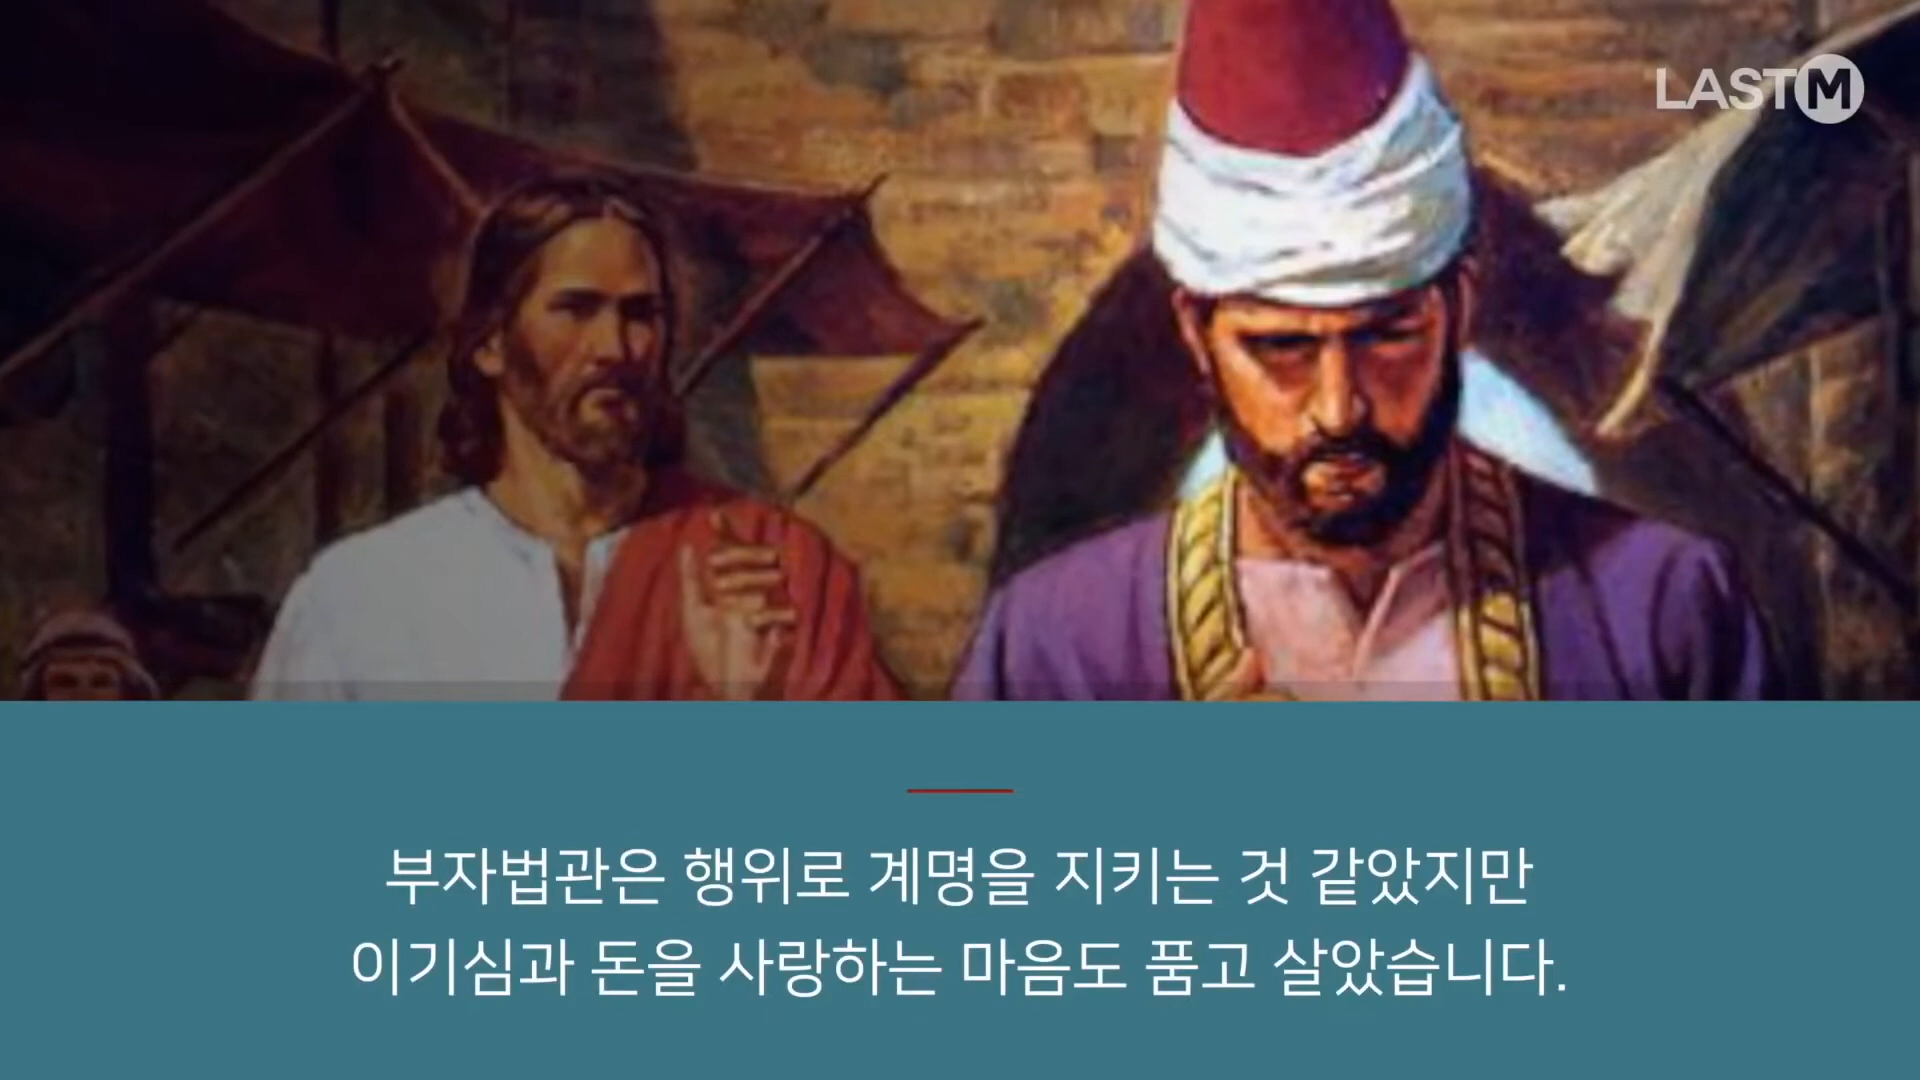 LAST M
부자법관은 행위로 계명을 지키는 것 같았지만
이기심과 돈을 사랑하는 마음도 품고 살았습니다.